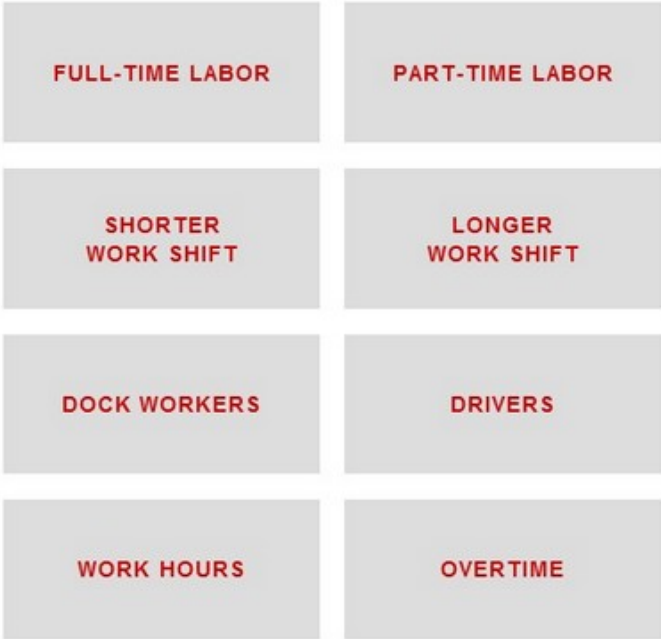 FULL-TIME LABOR
PART-TIME LABOR
SHORTER
WORK SHIFT
LONGER
WORK SHIFT
DOCK WORKERS
DRIVERS
WORK HOURS
OVERTIME